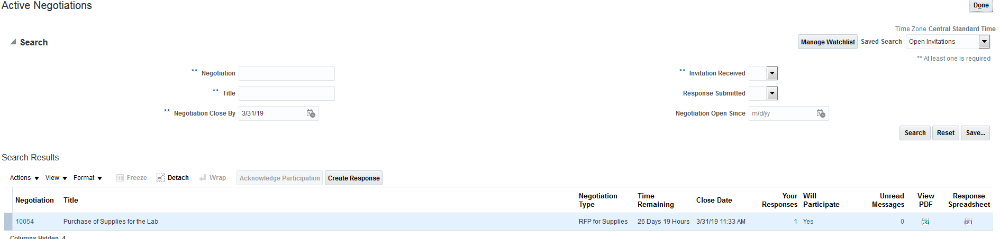 Active Negotiations
Done
Time Zone Central Standard Time
Search
Manage Watchlist Saved Search Open Invitations
** At least one is required
** Negotiation
** Invitation Received
** Title
Response Submitted
** Negotiation Close By 3/31/19
Negotiation Open Since m/d/yy
Search Reset Save...
Search Results
Actions View Format Freeze Detach Wrap Acknowledge Participation Create Response
Negotiation Title Negotiation Type Time Remaining Close Date Your Responses Will Participate Unread Messages View PDF Response Spreadsheet
10054 Purchase of Supplies for the Lab RFP for Supplies 26 Days 19 Hours 3/31/19 11:33 AM 1 Yes 0 PDF XLS
Columns Hidden 4